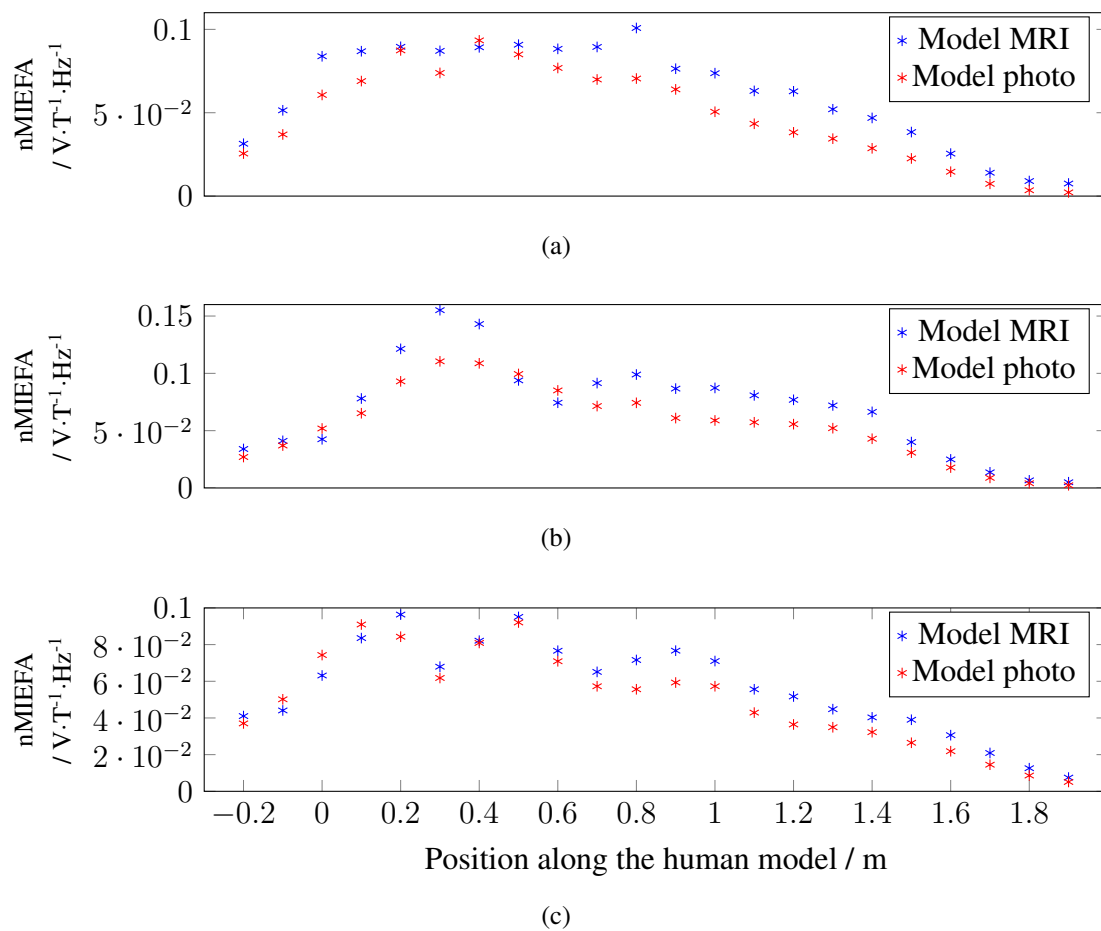 0.1
5 · 10⁻²
0
nMIEFA
/ V·T⁻¹·Hz⁻¹
Model MRI
Model photo
(a)
0.15
0.1
5 · 10⁻²
0
nMIEFA
/ V·T⁻¹·Hz⁻¹
Model MRI
Model photo
(b)
0.1
8 · 10⁻²
6 · 10⁻²
4 · 10⁻²
2 · 10⁻²
0
nMIEFA
/ V·T⁻¹·Hz⁻¹
Model MRI
Model photo
−0.2 0 0.2 0.4 0.6 0.8 1 1.2 1.4 1.6 1.8
Position along the human model / m
(c)